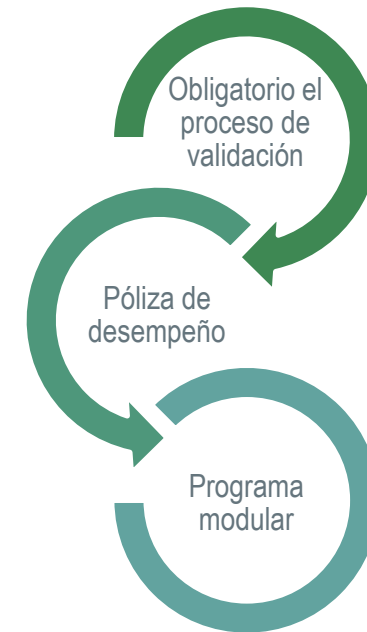 Obligatorio el
proceso de
validación
Póliza de
desempeño
Programa
modular